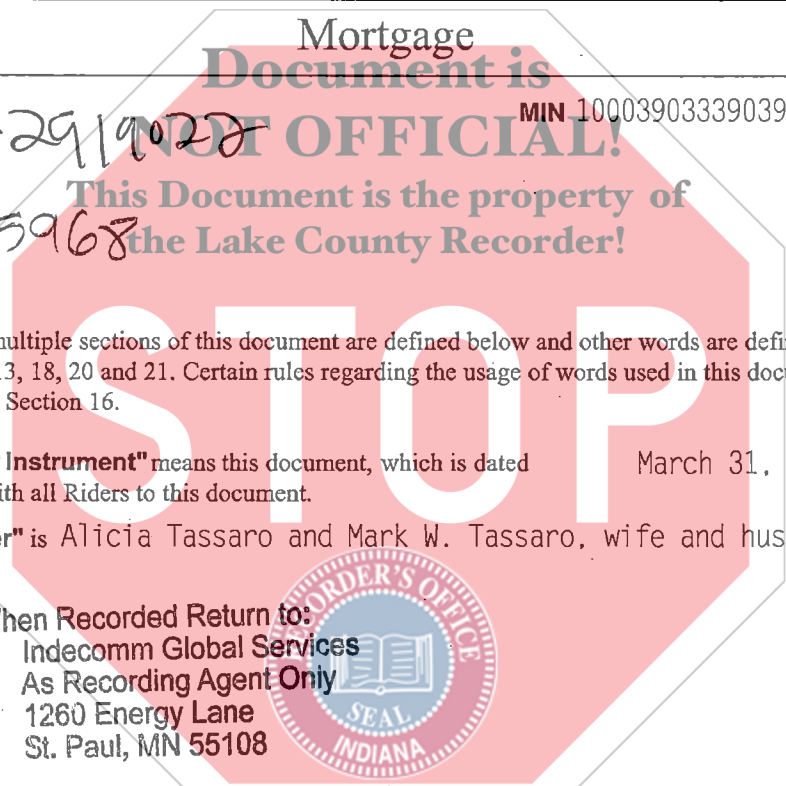 Mortgage
Document is
MIN 10003903339039
2919022
NOT OFFICIAL!
This Document is the property of
5968
the Lake County Recorder!
STOP
multiple sections of this document are defined below and other words are defi
13, 18, 20 and 21. Certain rules regarding the usage of words used in this doc
Section 16.
Instrument" means this document, which is dated March 31,
ith all Riders to this document.
er" is Alicia Tassaro and Mark W. Tassaro, wife and hus
hen Recorded Return to:
Indecomm Global Services
As Recording Agent Only
1260 Energy Lane
St. Paul, MN 55108
RECORDER'S OFFICE
SEAL
INDIANA